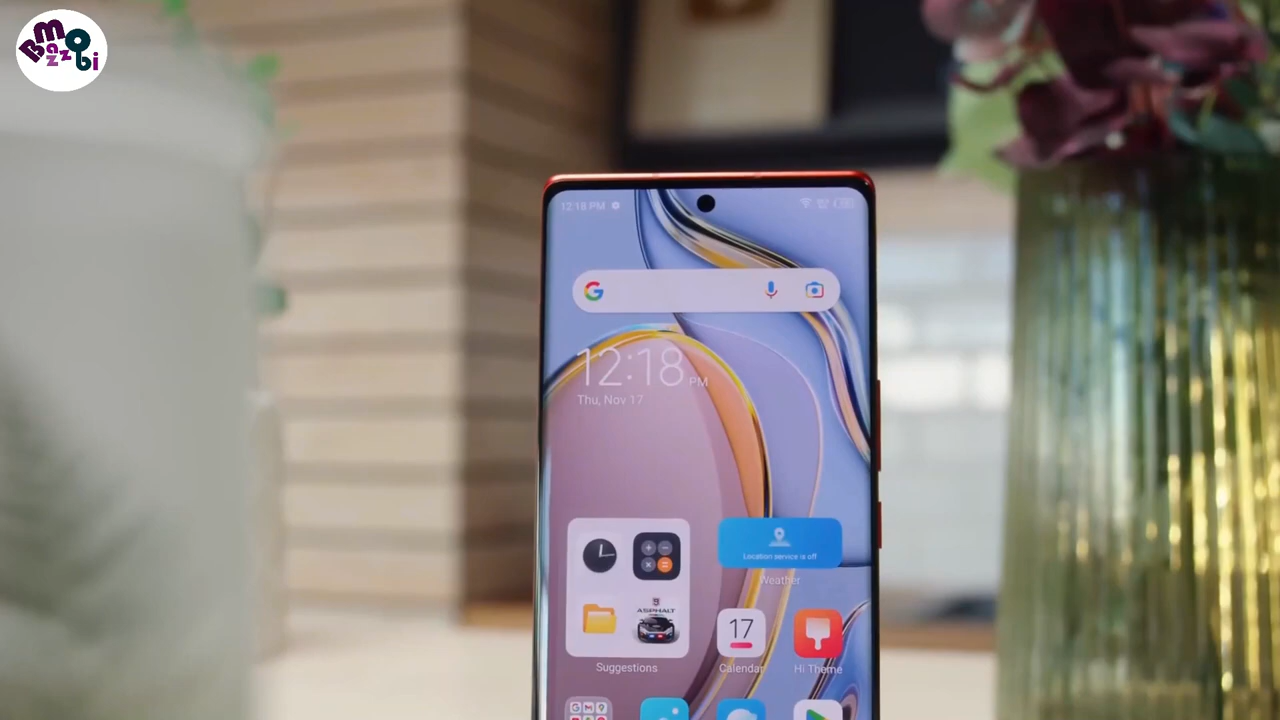 Bmazzobi
12:18 PM
12:18 PM
Thu, Nov 17
Location service is off
Weather
ASPHALT
17
Suggestions
Calendar
Hi Theme